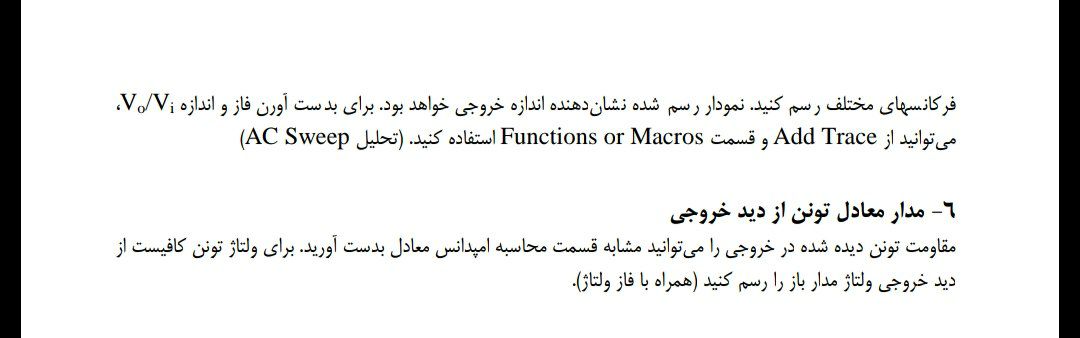 فرکانسهای مختلف رسم کنید. نمودار رسم شده نشان‌دهنده اندازه خروجی خواهد بود. برای بدست آورن فاز و اندازه Vo/Vi،
می‌توانید از Add Trace و قسمت Functions or Macros استفاده کنید. (تحلیل AC Sweep)
٦- مدار معادل تونن از دید خروجی
مقاومت تونن دیده شده در خروجی را می‌توانید مشابه قسمت محاسبه امپدانس معادل بدست آورید. برای ولتاژ تونن کافیست از
دید خروجی ولتاژ مدار باز را رسم کنید (همراه با فاز ولتاژ).